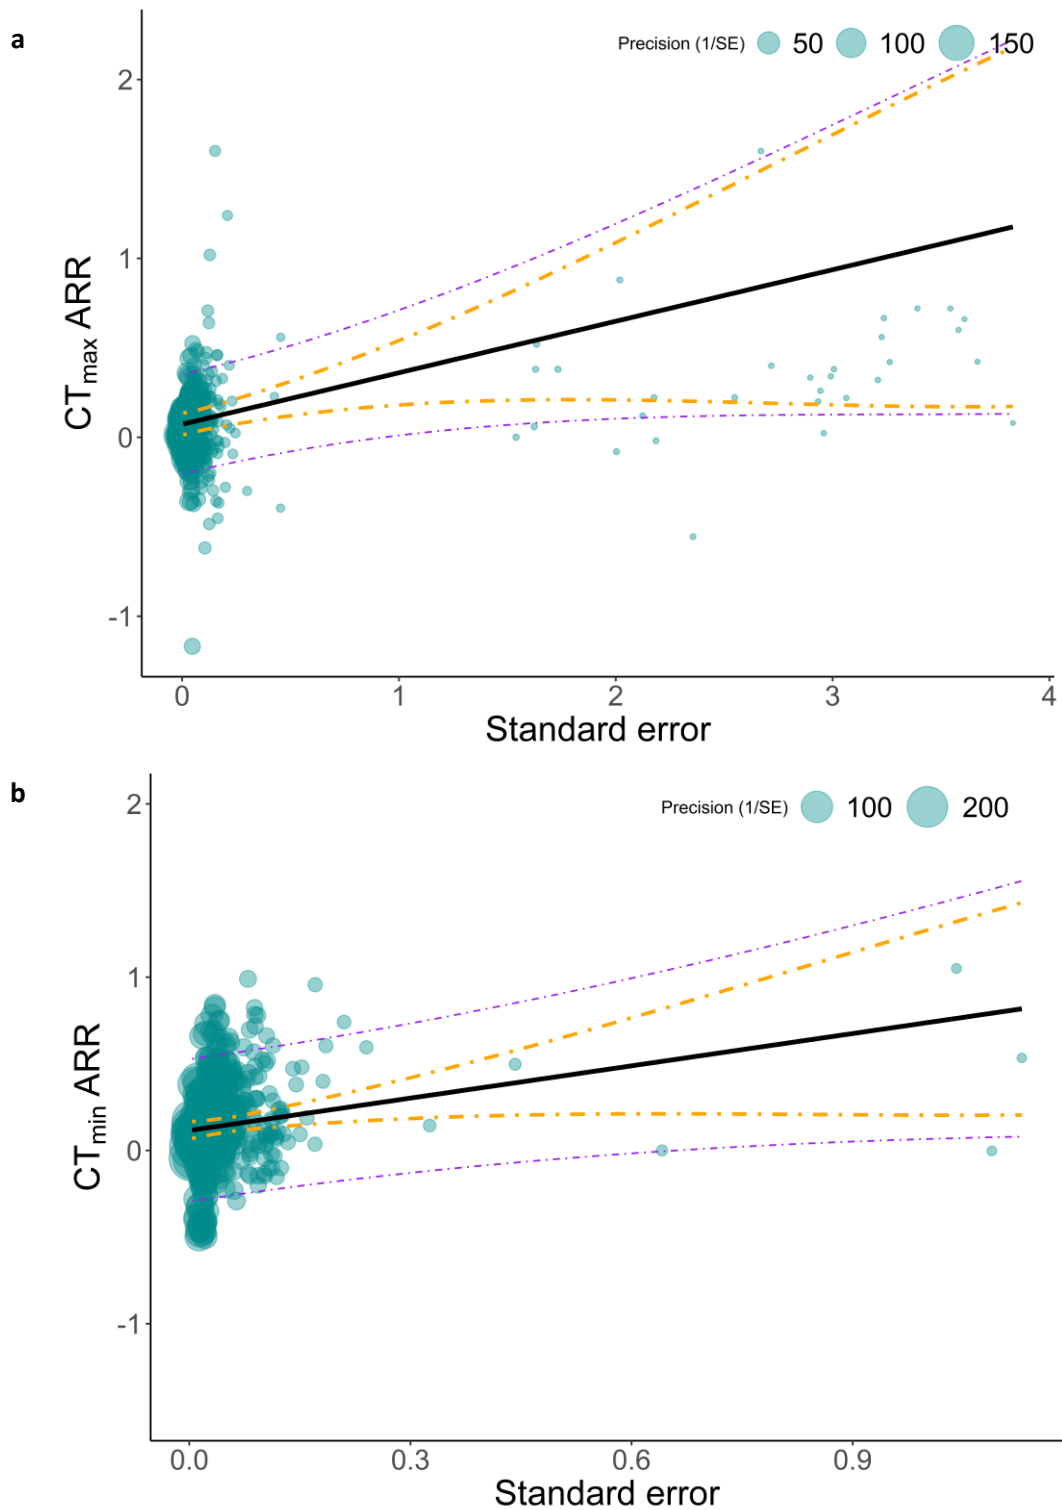 a
Precision (1/SE) 50 100 150
2
1
0
-1
CTmax ARR
0 1 2 3 4
Standard error
b
Precision (1/SE) 100 200
2
1
0
-1
CTmin ARR
0.0 0.3 0.6 0.9
Standard error